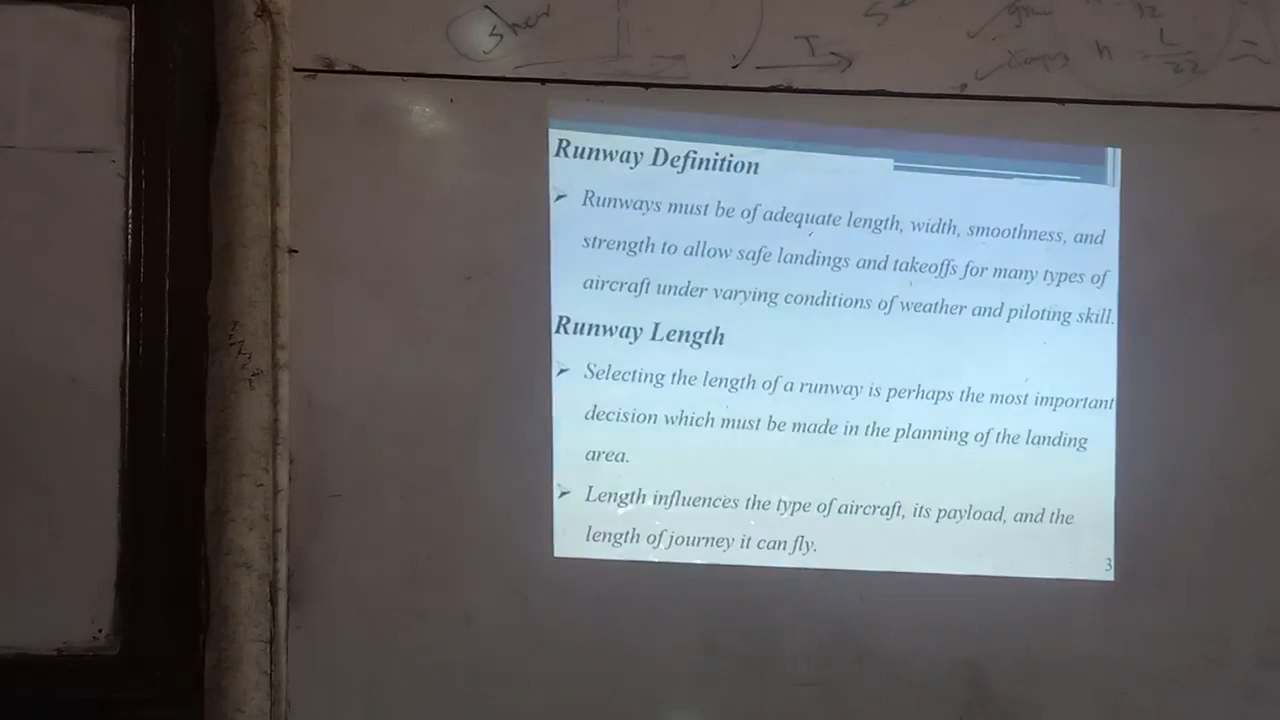 Shear
T
n = L/22
Runway Definition
➢ Runways must be of adequate length, width, smoothness, and
strength to allow safe landings and takeoffs for many types of
aircraft under varying conditions of weather and piloting skill.
Runway Length
➢ Selecting the length of a runway is perhaps the most important
decision which must be made in the planning of the landing
area.
➢ Length influences the type of aircraft, its payload, and the
length of journey it can fly.
3